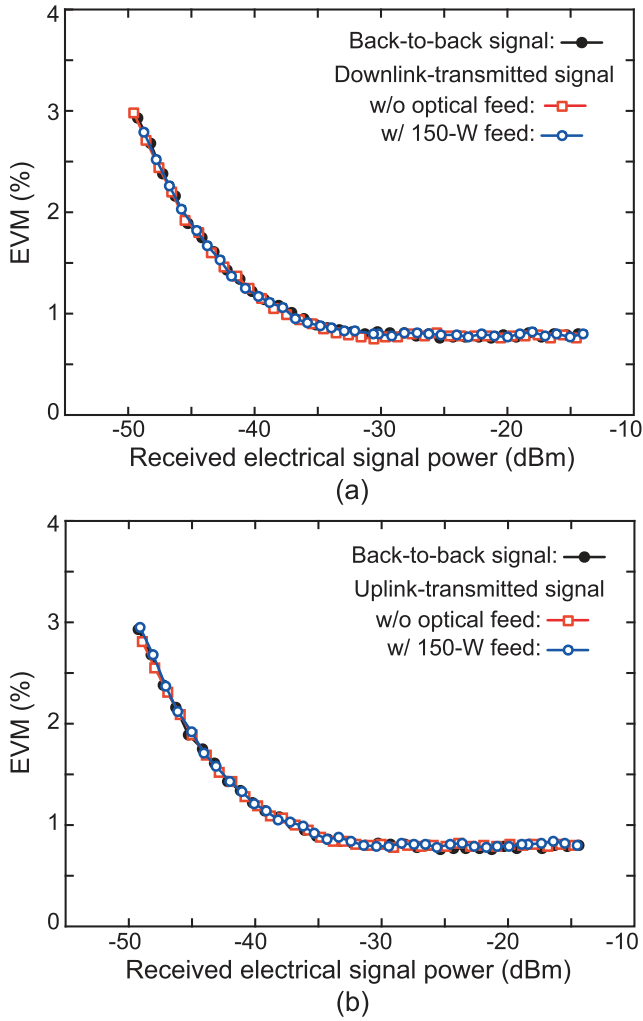 4
Back-to-back signal:
Downlink-transmitted signal
w/o optical feed:
w/ 150-W feed:
3
2
1
0
EVM (%)
-50 -40 -30 -20 -10
Received electrical signal power (dBm)
(a)
4
Back-to-back signal:
Uplink-transmitted signal
w/o optical feed:
w/ 150-W feed:
3
2
1
0
EVM (%)
-50 -40 -30 -20 -10
Received electrical signal power (dBm)
(b)